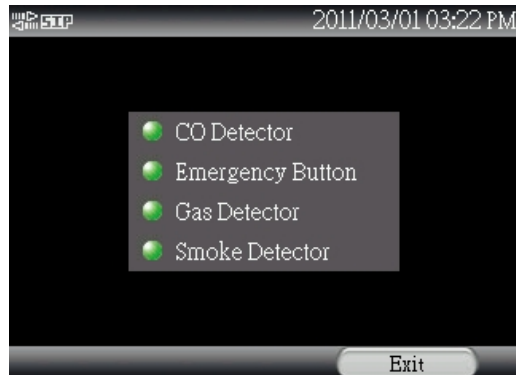 SIP 2011/03/01 03:22 PM
CO Detector
Emergency Button
Gas Detector
Smoke Detector
Exit